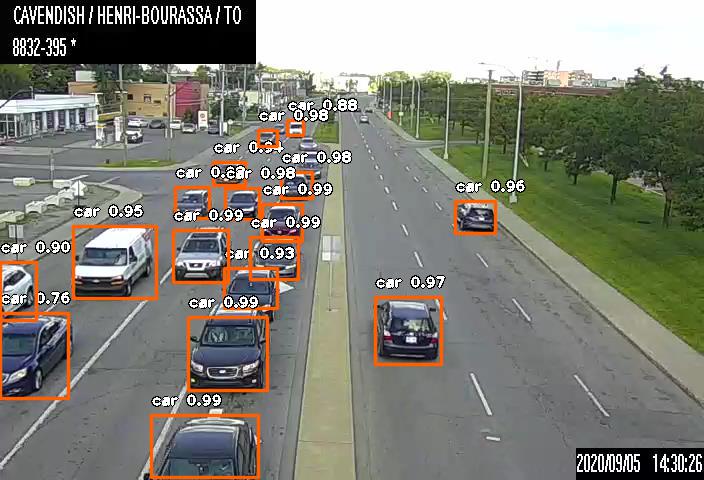 CAVENDISH / HENRI-BOURASSA / TO
8832-395 *
car 0.88
car 0.98
car 0.98
car 0.98
car 0.99
car 0.96
car 0.95
car 0.99
car 0.99
car 0.90
car 0.93
car 0.76
car 0.99
car 0.97
car 0.99
2020/09/05 14:30:26